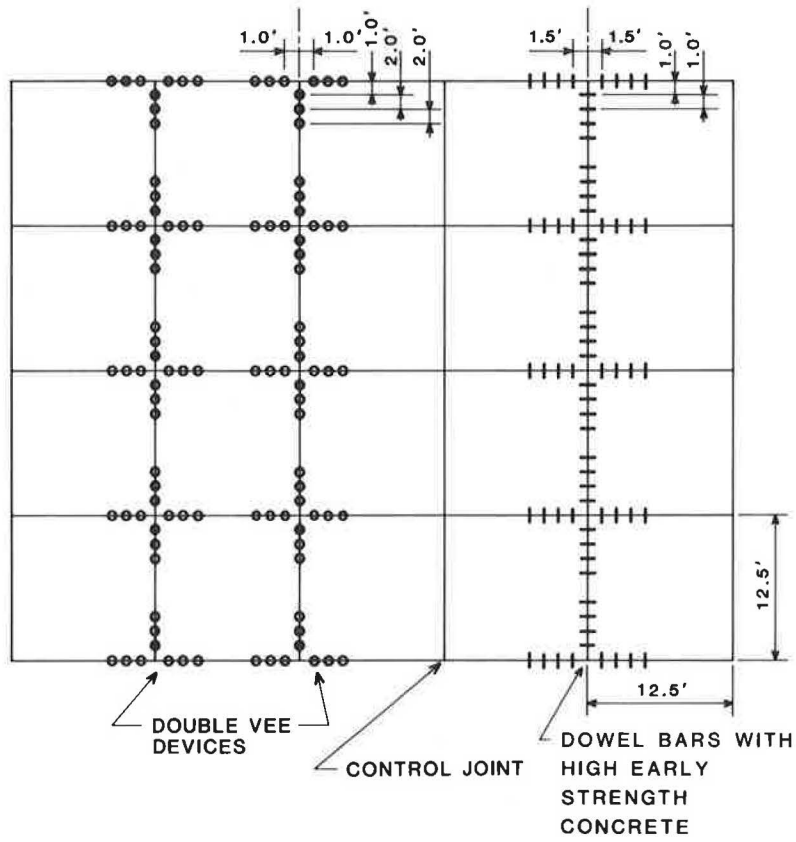 1.0'
1.0'
1.0'
2.0'
2.0'
1.5'
1.5'
1.0'
1.0'
12.5'
12.5'
DOUBLE VEE
DEVICES
CONTROL JOINT
DOWEL BARS WITH
HIGH EARLY
STRENGTH
CONCRETE